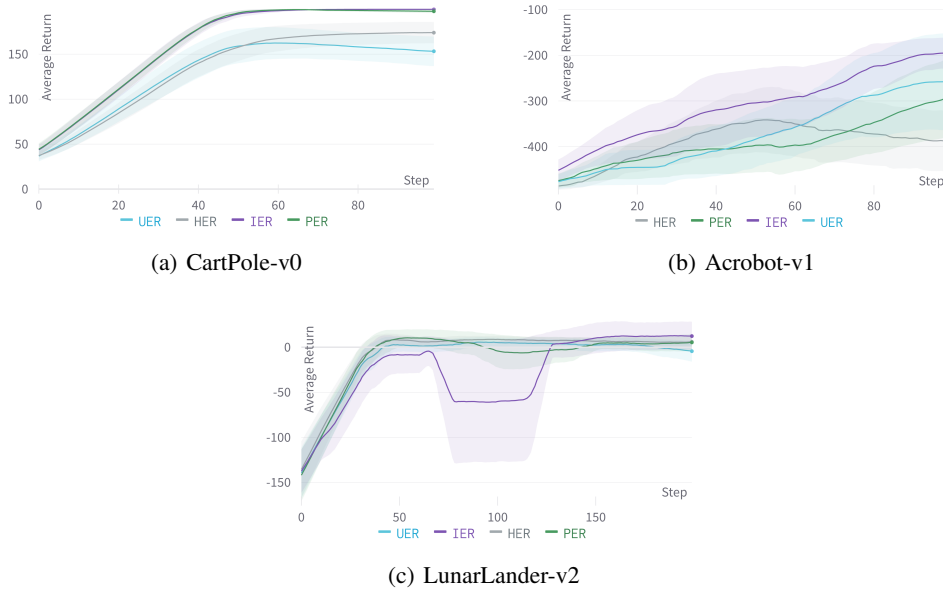 Average Return
150
100
50
0
Step
0 20 40 60 80
UER HER IER PER
(a) CartPole-v0
Average Return
-100
-200
-300
-400
Step
0 20 40 60 80
HER PER IER UER
(b) Acrobot-v1
Average Return
0
-50
-100
-150
Step
0 50 100 150
UER IER HER PER
(c) LunarLander-v2